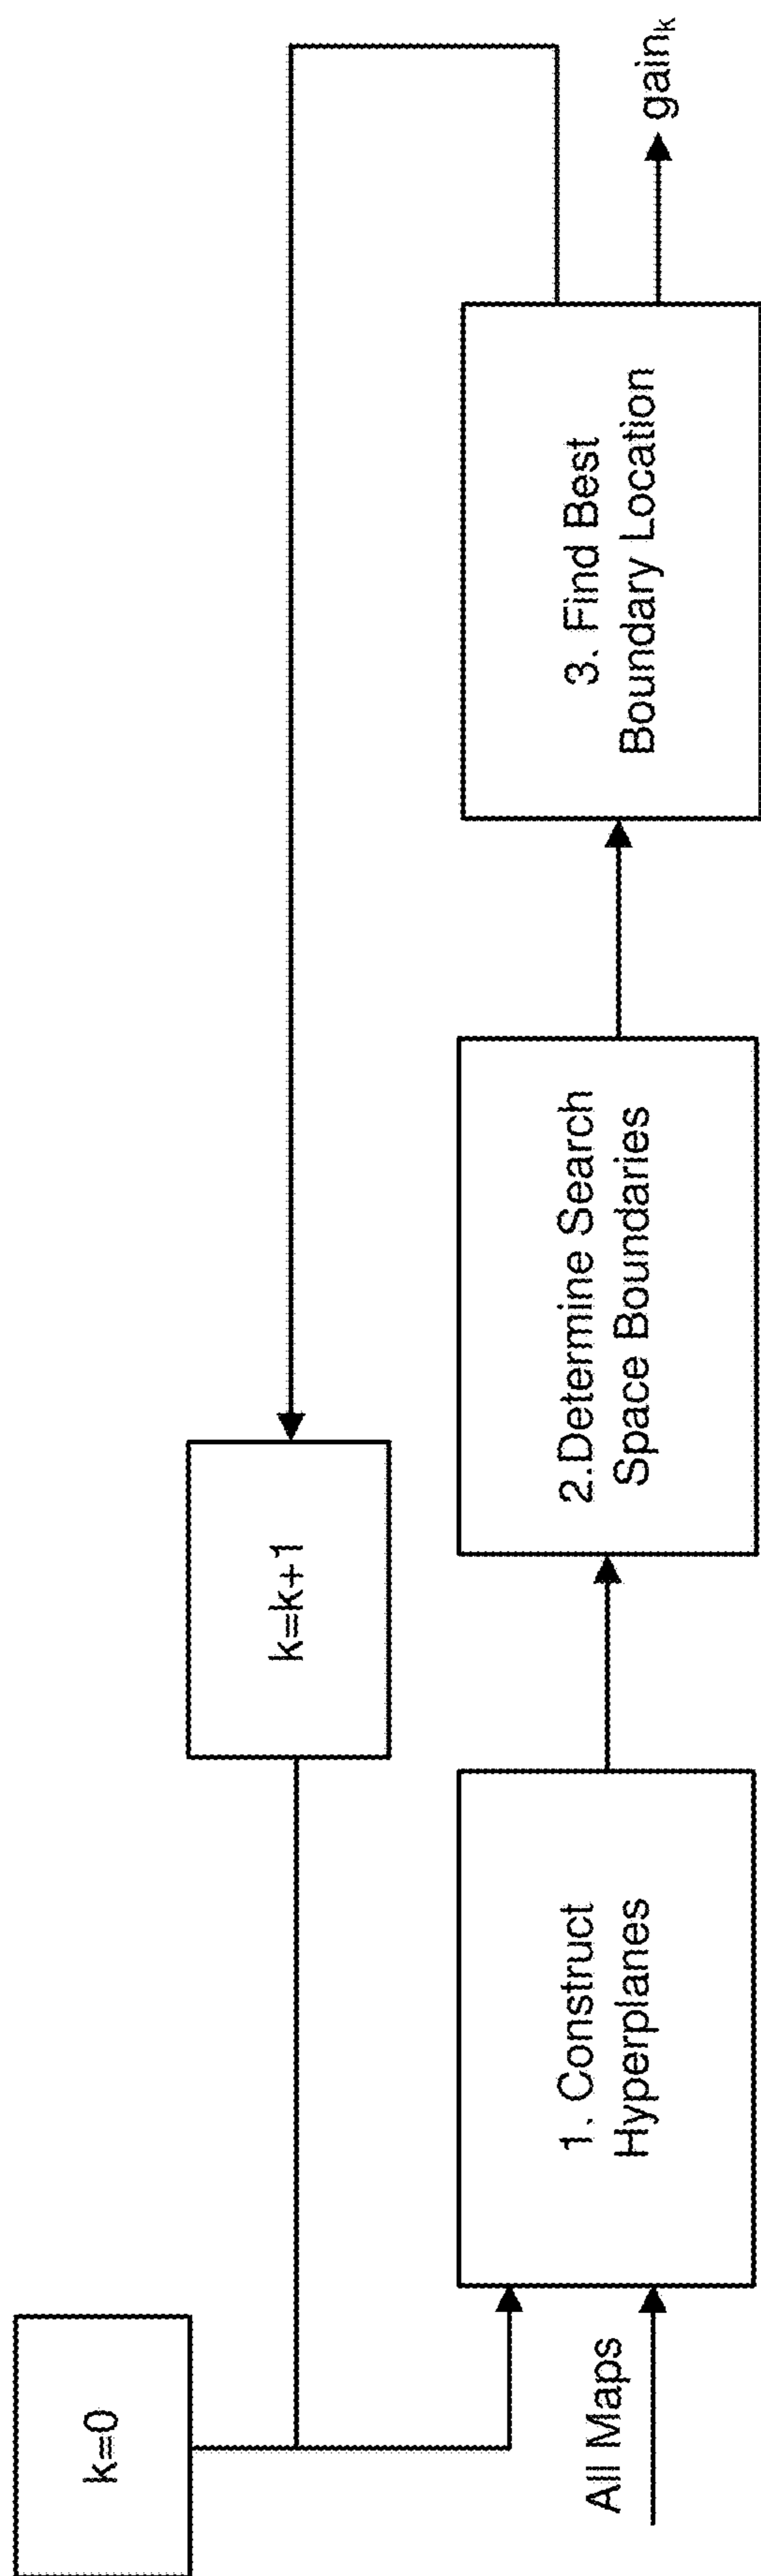 k=0
k=k+1
All Maps
1. Construct
Hyperplanes
2.Determine Search
Space Boundaries
3. Find Best
Boundary Location
gaink